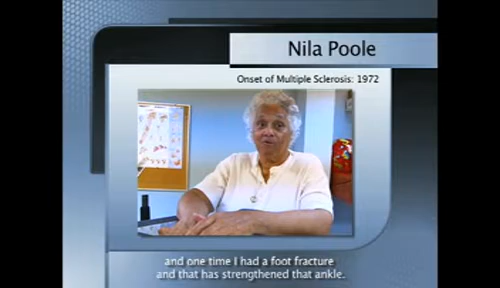 Nila Poole
Onset of Multiple Sclerosis: 1972
and one time I had a foot fracture
and that has strengthened that ankle.